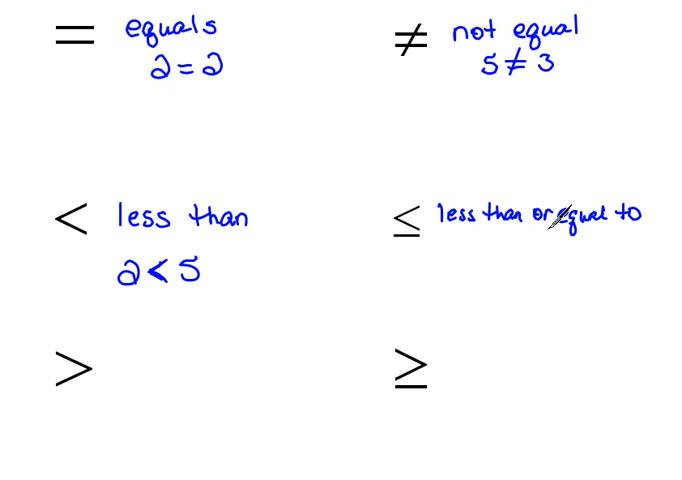 = equals
2 = 2
≠ not equal
5 ≠ 3
< less than
2 < 5
≤ less than or equal to
>
≥